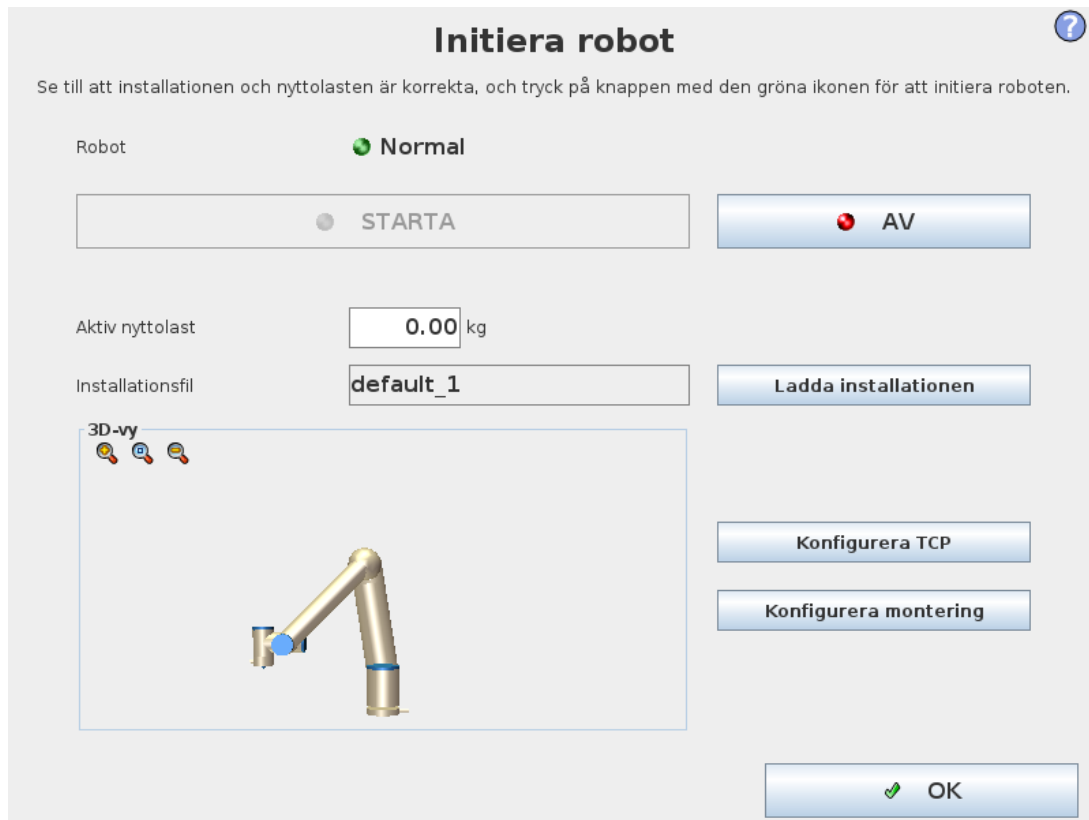 Initiera robot
?
Se till att installationen och nyttolasten är korrekta, och tryck på knappen med den gröna ikonen för att initiera roboten.
Robot Normal
STARTA AV
Aktiv nyttolast 0.00 kg
Installationsfil default_1 Ladda installationen
3D-vy
Konfigurera TCP
Konfigurera montering
OK